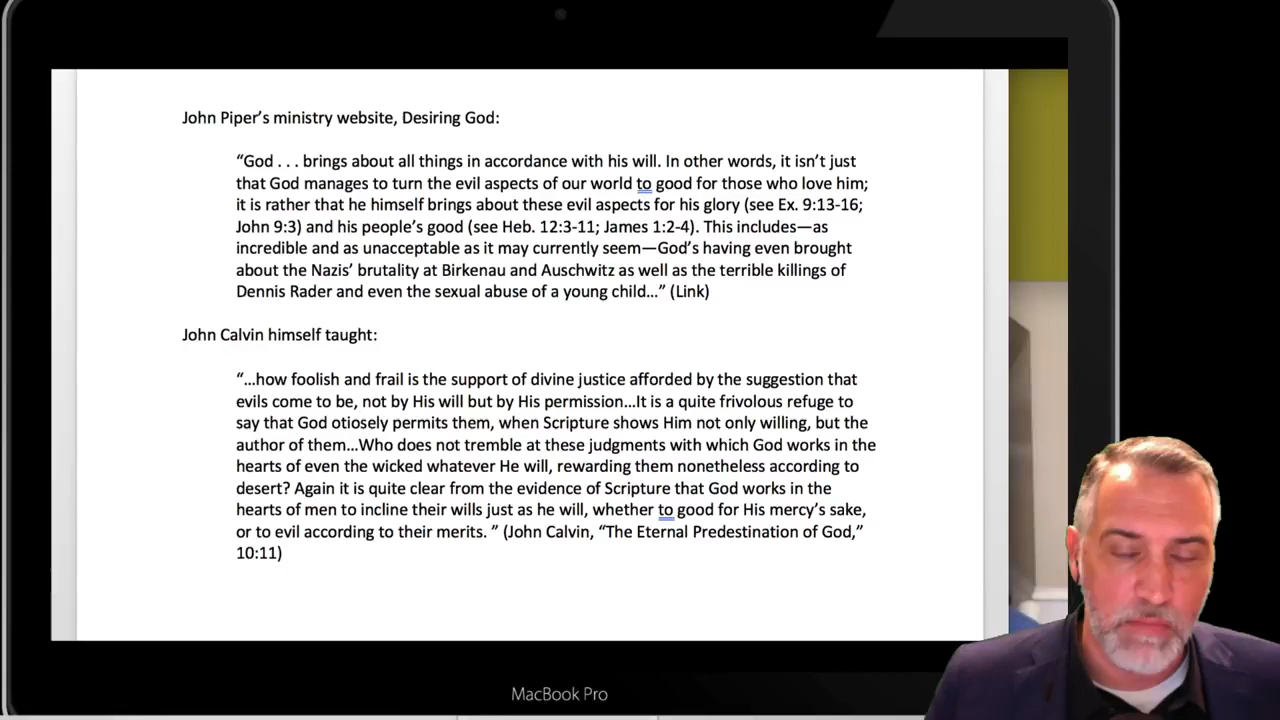 John Piper’s ministry website, Desiring God:
“God . . . brings about all things in accordance with his will. In other words, it isn’t just
that God manages to turn the evil aspects of our world to good for those who love him;
it is rather that he himself brings about these evil aspects for his glory (see Ex. 9:13-16;
John 9:3) and his people’s good (see Heb. 12:3-11; James 1:2-4). This includes—as
incredible and as unacceptable as it may currently seem—God’s having even brought
about the Nazis’ brutality at Birkenau and Auschwitz as well as the terrible killings of
Dennis Rader and even the sexual abuse of a young child…” (Link)
John Calvin himself taught:
“…how foolish and frail is the support of divine justice afforded by the suggestion that
evils come to be, not by His will but by His permission…It is a quite frivolous refuge to
say that God otiosely permits them, when Scripture shows Him not only willing, but the
author of them…Who does not tremble at these judgments with which God works in the
hearts of even the wicked whatever He will, rewarding them nonetheless according to
desert? Again it is quite clear from the evidence of Scripture that God works in the
hearts of men to incline their wills just as he will, whether to good for His mercy’s sake,
or to evil according to their merits. ” (John Calvin, “The Eternal Predestination of God,”
10:11)
MacBook Pro